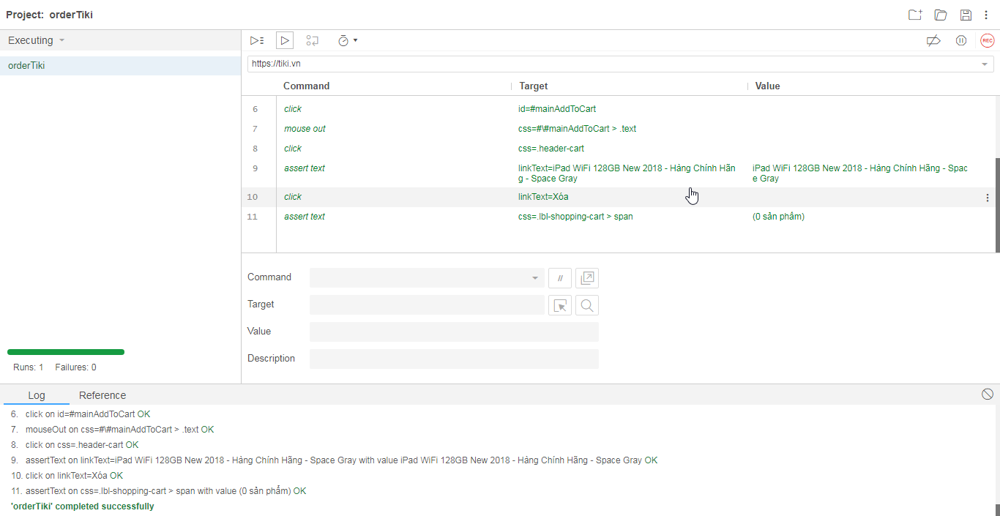 Project: orderTiki
Executing
orderTiki
REC
https://tiki.vn
Command Target Value
6 click id=#mainAddToCart
7 mouse out css=#\#mainAddToCart > .text
8 click css=.header-cart
9 assert text linkText=iPad WiFi 128GB New 2018 - Hàng Chính Hãn iPad WiFi 128GB New 2018 - Hàng Chính Hãng - Spac
g - Space Gray e Gray
10 click linkText=Xóa
11 assert text css=.lbl-shopping-cart > span (0 sản phẩm)
Command //
Target
Value
Description
Runs: 1 Failures: 0
Log Reference
6. click on id=#mainAddToCart OK
7. mouseOut on css=#\#mainAddToCart > .text OK
8. click on css=.header-cart OK
9. assertText on linkText=iPad WiFi 128GB New 2018 - Hàng Chính Hãng - Space Gray with value iPad WiFi 128GB New 2018 - Hàng Chính Hãng - Space Gray OK
10. click on linkText=Xóa OK
11. assertText on css=.lbl-shopping-cart > span with value (0 sản phẩm) OK
'orderTiki' completed successfully